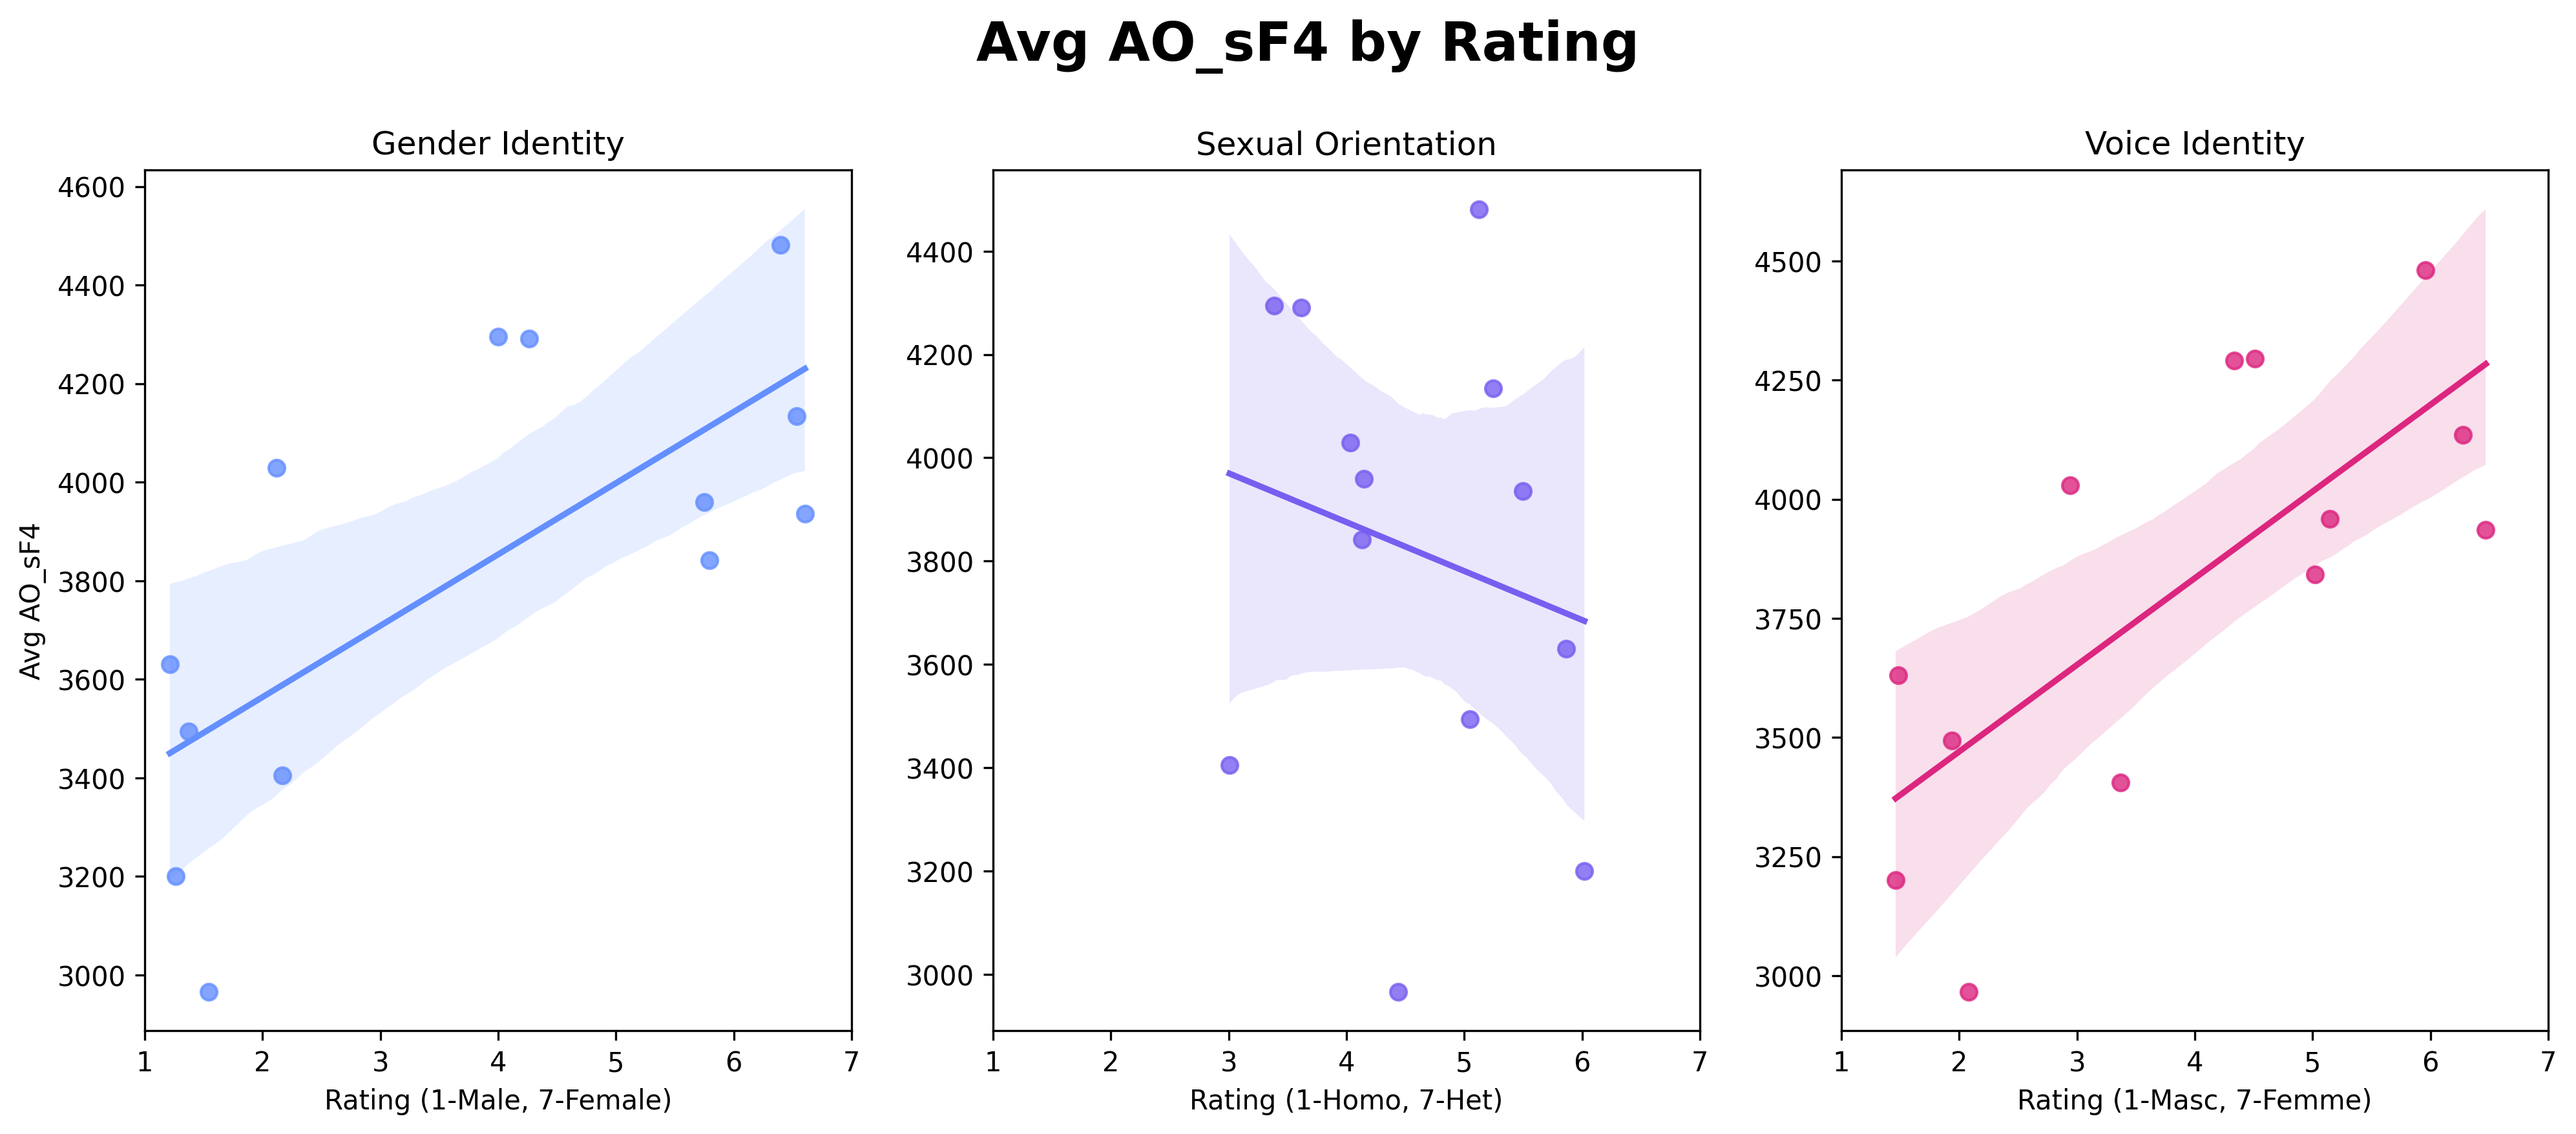 Avg AO_sF4 by Rating
Gender Identity
Sexual Orientation
Voice Identity
Avg AO_sF4
4600
4400
4200
4000
3800
3600
3400
3200
3000
1 2 3 4 5 6 7
Rating (1-Male, 7-Female)
4400
4200
4000
3800
3600
3400
3200
3000
1 2 3 4 5 6 7
Rating (1-Homo, 7-Het)
4500
4250
4000
3750
3500
3250
3000
1 2 3 4 5 6 7
Rating (1-Masc, 7-Femme)